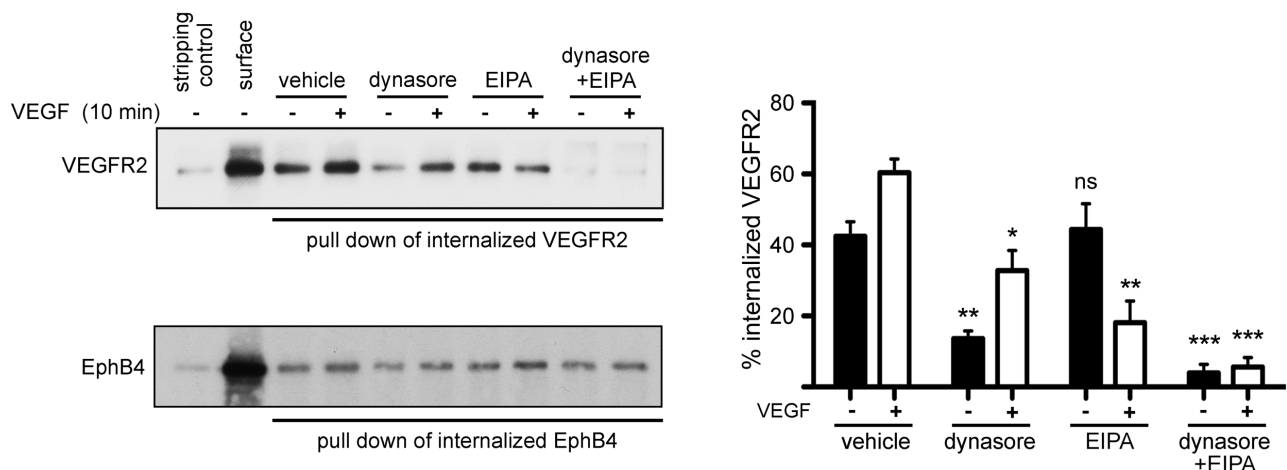 stripping
control
surface
vehicle
dynasore
EIPA
dynasore
+EIPA
VEGF (10 min) - - - + - + - + - +
VEGFR2
pull down of internalized VEGFR2
EphB4
pull down of internalized EphB4
% internalized VEGFR2
80
60
40
20
** * ns ** *** ***
VEGF - + - + - + - +
vehicle dynasore EIPA dynasore
+EIPA